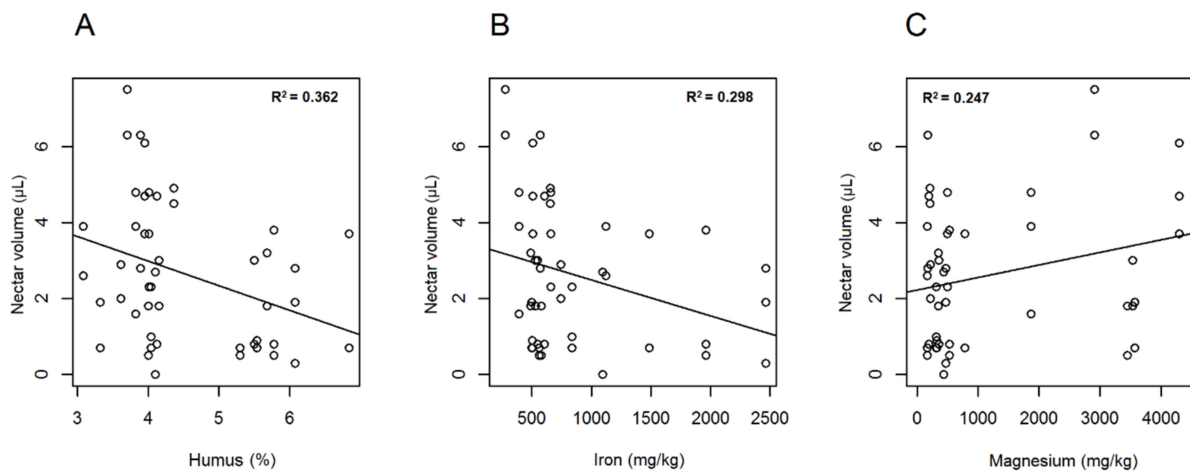 A
R² = 0.362
Nectar volume (µL)
6
4
2
0
3 4 5 6
Humus (%)
B
R² = 0.298
Nectar volume (µL)
6
4
2
0
500 1000 1500 2000 2500
Iron (mg/kg)
C
R² = 0.247
Nectar volume (µL)
6
4
2
0
0 1000 2000 3000 4000
Magnesium (mg/kg)